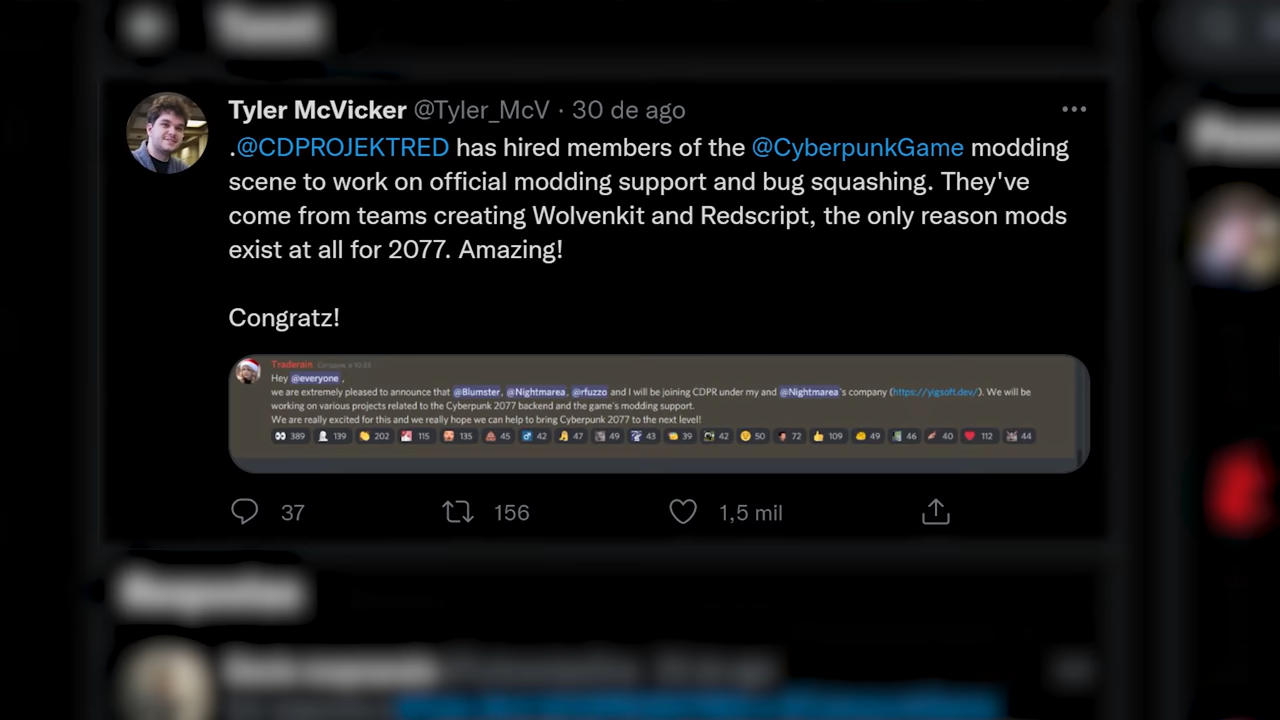 Tyler McVicker @Tyler_McV · 30 de ago
.@CDPROJEKTRED has hired members of the @CyberpunkGame modding
scene to work on official modding support and bug squashing. They've
come from teams creating Wolvenkit and Redscript, the only reason mods
exist at all for 2077. Amazing!
Congratz!
Traderain
Hey @everyone ,
we are extremely pleased to announce that @Blumster, @Nightmarea, @rfuzzo and I will be joining CDPR under my and @Nightmarea's company (https://yigsoft.dev/). We will be
working on various projects related to the Cyberpunk 2077 backend and the game's modding support.
We are really excited for this and we really hope we can help to bring Cyberpunk 2077 to the next level!
389 139 202 115 135 45 42 47 49 43 39 42 50 72 109 49 46 40 112 44
37 156 1,5 mil